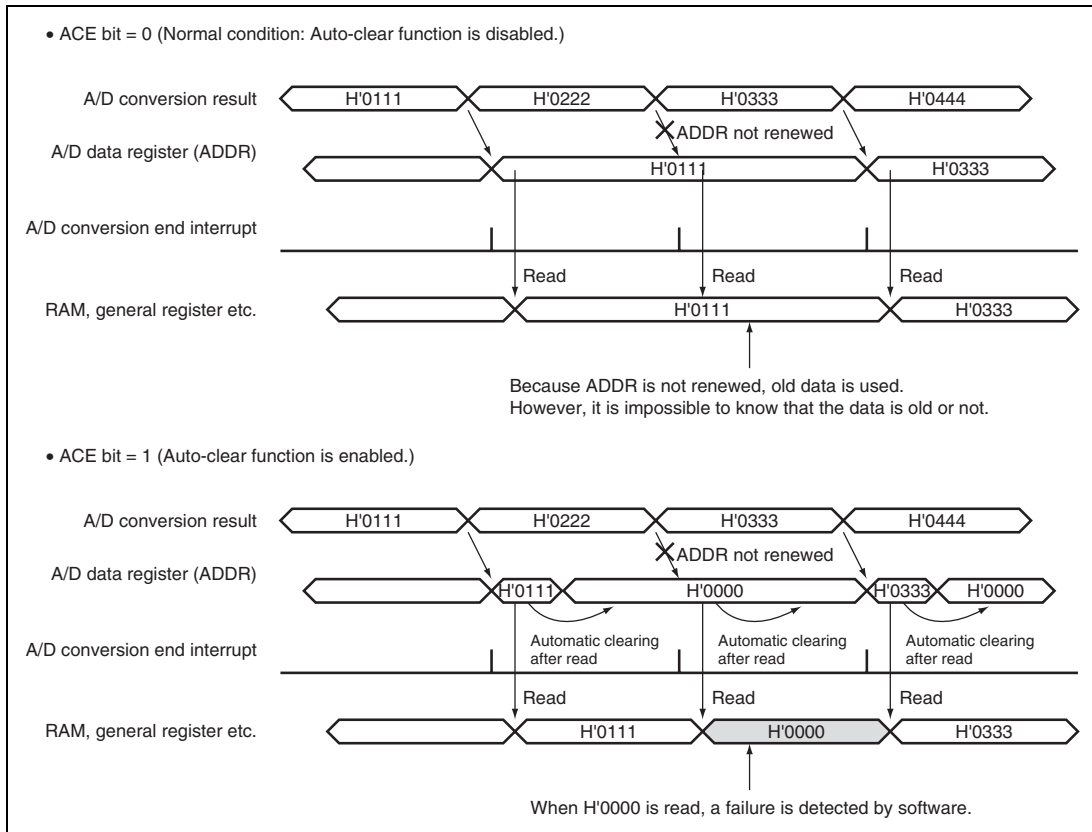 • ACE bit = 0 (Normal condition: Auto-clear function is disabled.)
A/D conversion result
H'0111 H'0222 H'0333 H'0444
ADDR not renewed
A/D data register (ADDR)
H'0111 H'0333
A/D conversion end interrupt
Read Read Read
RAM, general register etc.
H'0111 H'0333
Because ADDR is not renewed, old data is used.
However, it is impossible to know that the data is old or not.
• ACE bit = 1 (Auto-clear function is enabled.)
A/D conversion result
H'0111 H'0222 H'0333 H'0444
ADDR not renewed
A/D data register (ADDR)
H'0111 H'0000 H'0333 H'0000
Automatic clearing Automatic clearing Automatic clearing
after read after read after read
A/D conversion end interrupt
Read Read Read
RAM, general register etc.
H'0111 H'0000 H'0333
When H'0000 is read, a failure is detected by software.